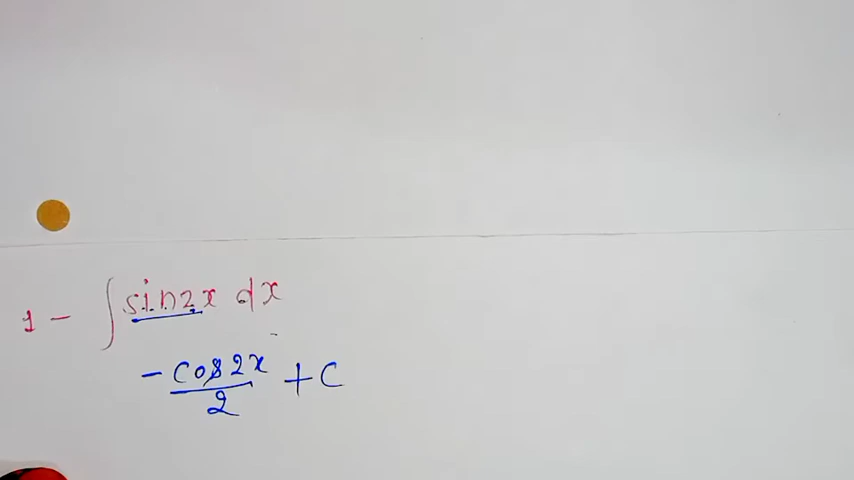 1 - ∫ sin2x dx
-cos2x/2 + C